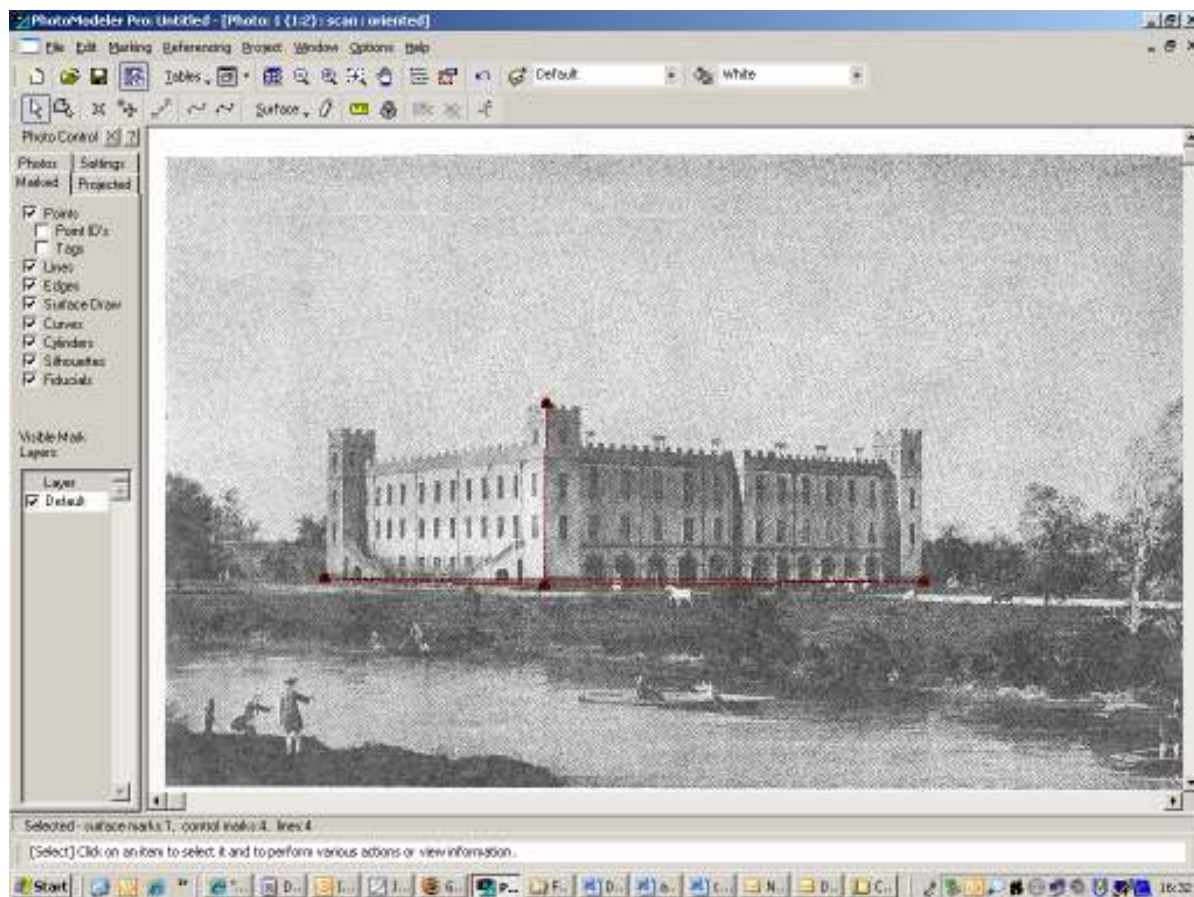 PhotoModeler Pro: Untitled - [Photo: 1 (1:2) : scan : oriented]
File Edit Marking Referencing Project Window Options Help
Tables Default White
Surface
Photo Control
Photos Settings
Marked Projected
Points
Point ID's
Tags
Lines
Edges
Surface Draw
Curves
Cylinders
Silhouettes
Fiducials
Visible Mark
Layers:
Layer
Default
Selected - surface marks:1, control marks:4, lines:4
[Select] Click on an item to select it and to perform various actions or view information.
Start D... J... G... P... F... D... a... c... N... D... C... 16:32